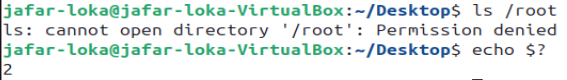 jafar-loka@jafar-loka-VirtualBox:~/Desktop$ ls /root
ls: cannot open directory '/root': Permission denied
jafar-loka@jafar-loka-VirtualBox:~/Desktop$ echo $?
2